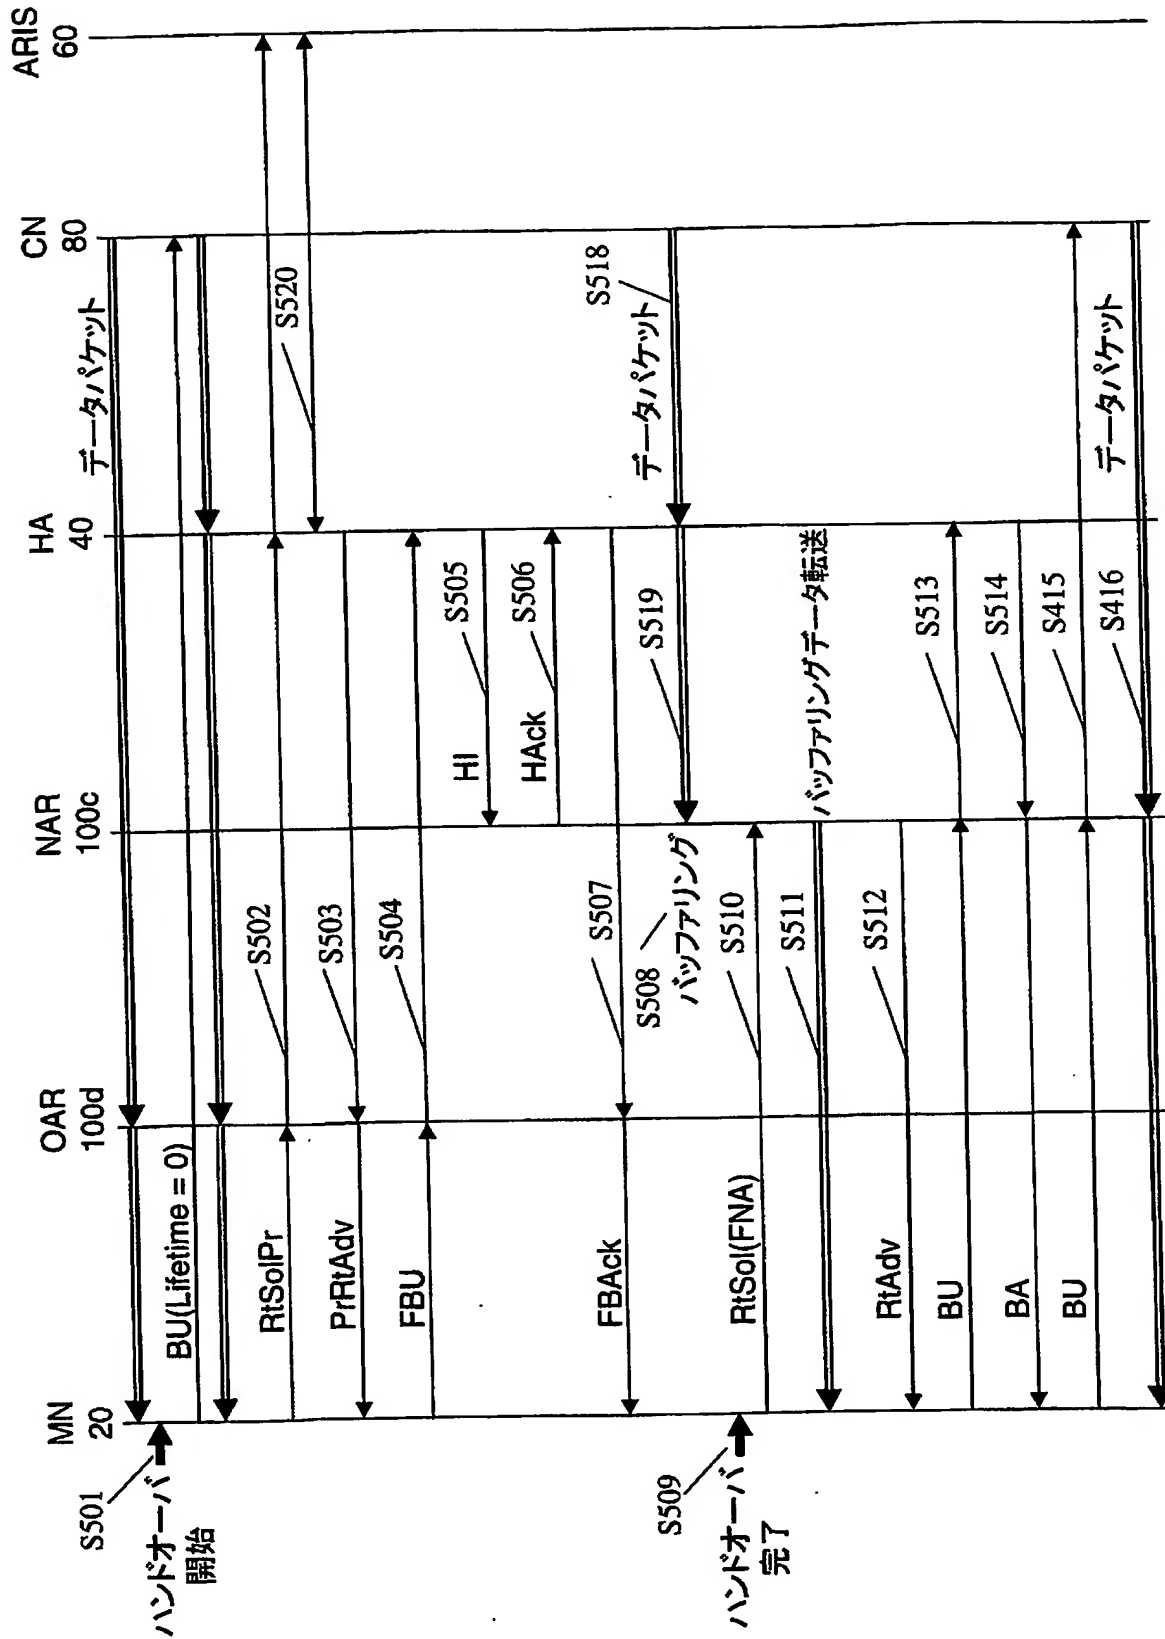 MN
20
OAR
100d
NAR
100c
HA
40
CN
80
ARIS
60
S501
ハンドオーバ
開始
データパケット
BU(Lifetime = 0)
RtSolPr
S502
S520
PrRtAdv
S503
FBU
S504
HI
S505
HAck
S506
FBAck
S507
S508
バッファリング
S519
データパケット
S518
S509
ハンドオーバ
完了
RtSol(FNA)
S510
S511
バッファリングデータ転送
RtAdv
S512
BU
S513
BA
S514
BU
S415
S416
データパケット